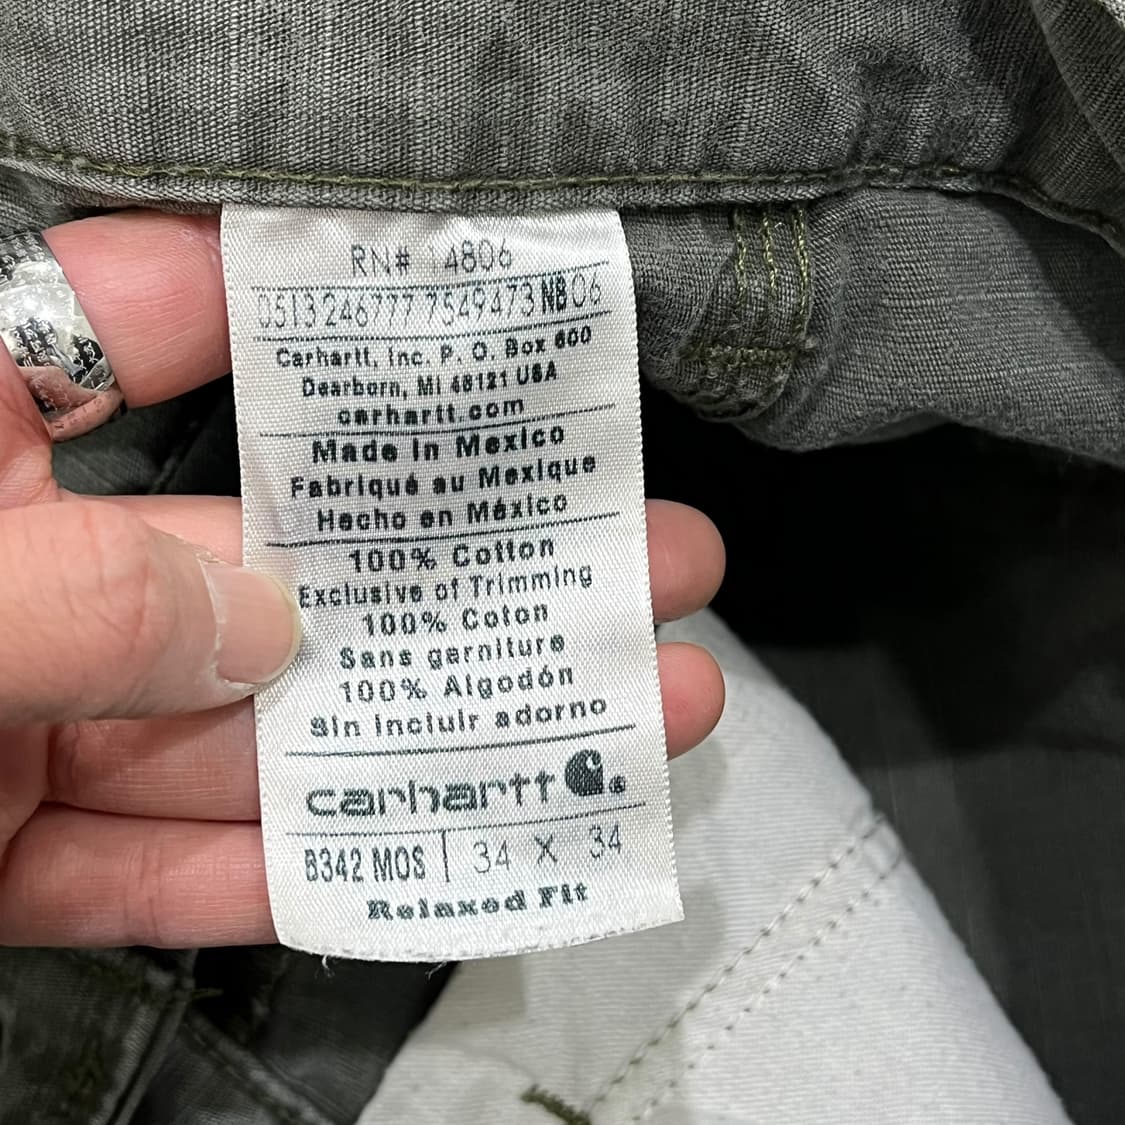 RN# 14806
0513 246777 7549473 NB 06
Carhartt, Inc. P. O. Box 600
Dearborn, MI 48121 USA
carhartt.com
Made in Mexico
Fabriqué au Mexique
Hecho en México
100% Cotton
Exclusive of Trimming
100% Coton
Sans garniture
100% Algodón
Sin incluir adorno
carhartt
B342 MOS | 34 X 34
Relaxed Fit